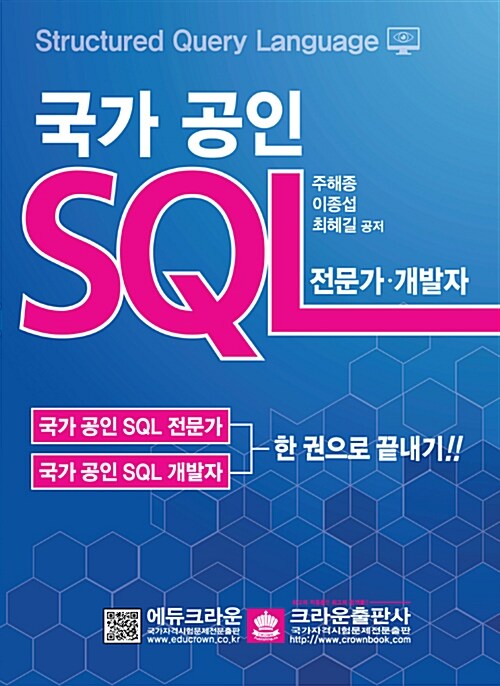 Structured Query Language
국가 공인
SQL
주해종
이종섭
최혜길 공저
전문가·개발자
국가 공인 SQL 전문가
국가 공인 SQL 개발자
한 권으로 끝내기!!
에듀크라운
국가자격시험문제전문출판
www.educrown.co.kr
크라운출판사
국가자격시험문제전문출판
http://www.crownbook.com